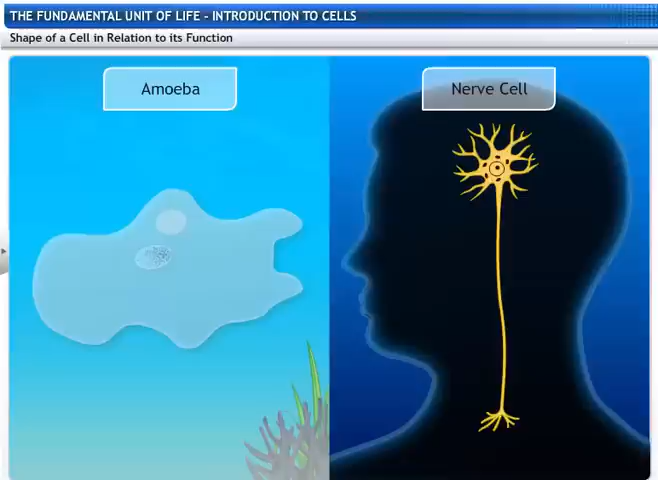 THE FUNDAMENTAL UNIT OF LIFE - INTRODUCTION TO CELLS
Shape of a Cell in Relation to its Function
Amoeba
Nerve Cell